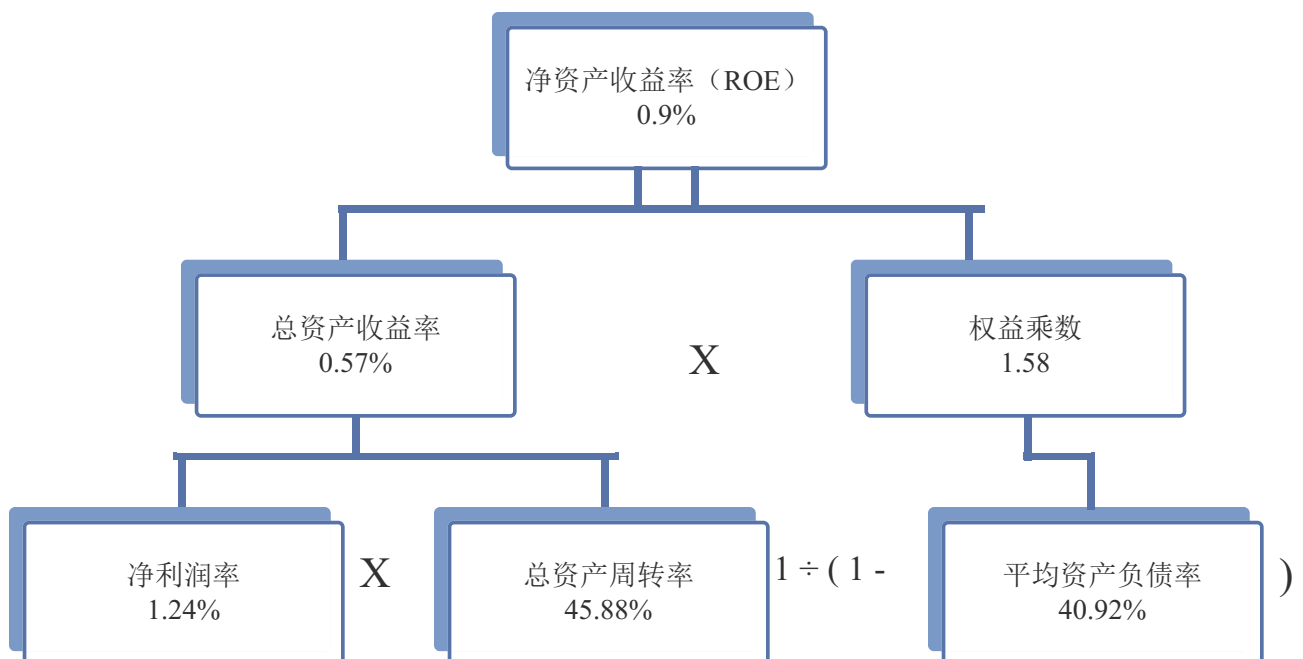 净资产收益率（ROE）
0.9%
总资产收益率
0.57%
X
权益乘数
1.58
净利润率
1.24%
X
总资产周转率
45.88%
1 ÷ ( 1 -
平均资产负债率
40.92%
)